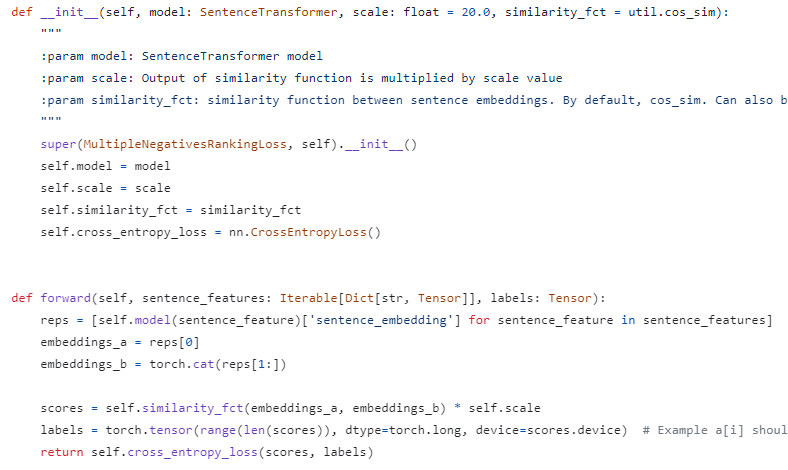 def __init__(self, model: SentenceTransformer, scale: float = 20.0, similarity_fct = util.cos_sim):
    """
    :param model: SentenceTransformer model
    :param scale: Output of similarity function is multiplied by scale value
    :param similarity_fct: similarity function between sentence embeddings. By default, cos_sim. Can also b
    """
    super(MultipleNegativesRankingLoss, self).__init__()
    self.model = model
    self.scale = scale
    self.similarity_fct = similarity_fct
    self.cross_entropy_loss = nn.CrossEntropyLoss()
def forward(self, sentence_features: Iterable[Dict[str, Tensor]], labels: Tensor):
    reps = [self.model(sentence_feature)['sentence_embedding'] for sentence_feature in sentence_features]
    embeddings_a = reps[0]
    embeddings_b = torch.cat(reps[1:])
    scores = self.similarity_fct(embeddings_a, embeddings_b) * self.scale
    labels = torch.tensor(range(len(scores)), dtype=torch.long, device=scores.device)  # Example a[i] shoul
    return self.cross_entropy_loss(scores, labels)